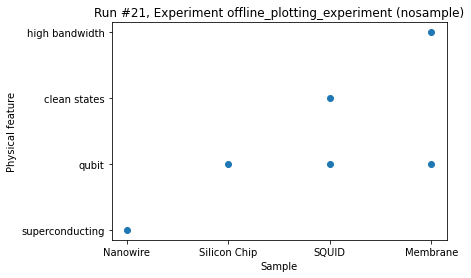 Run #21, Experiment offline_plotting_experiment (nosample)
high bandwidth
clean states
qubit
superconducting
Physical feature
Nanowire Silicon Chip SQUID Membrane
Sample